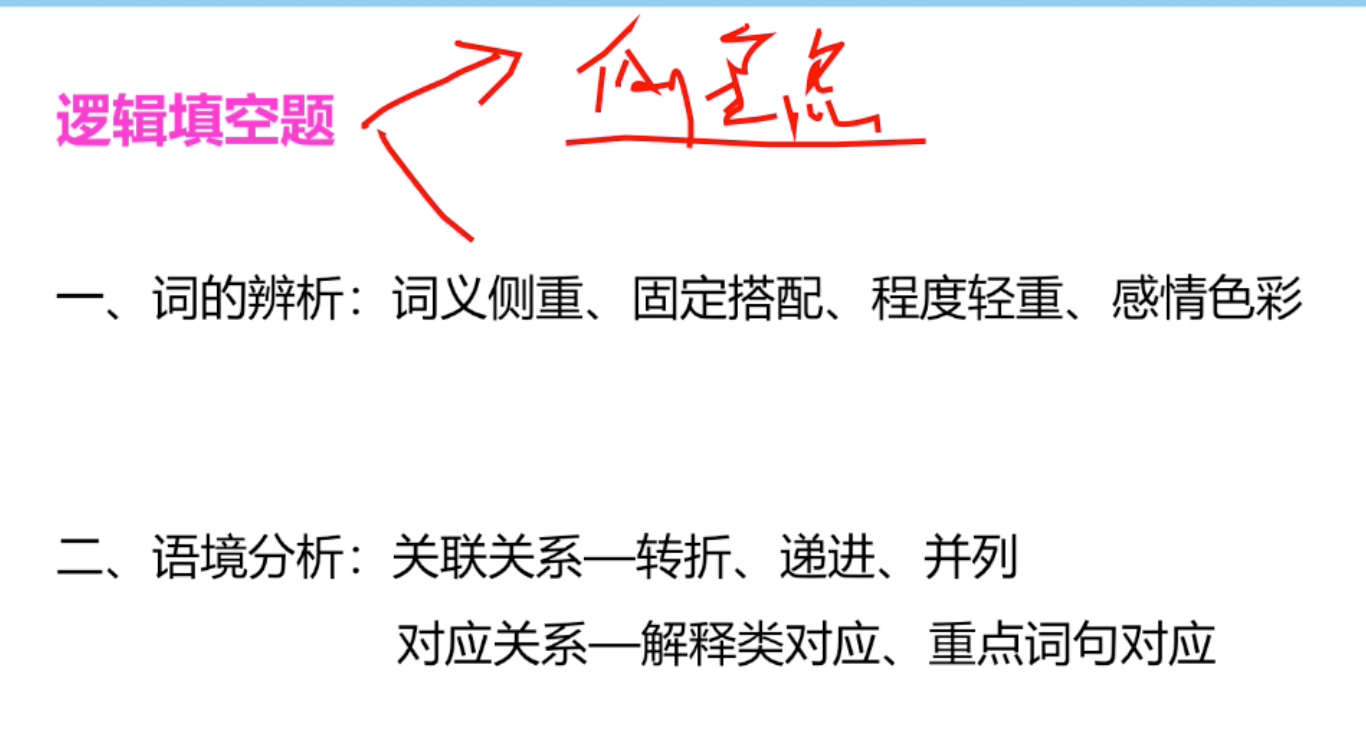 侧重点
逻辑填空题
一、词的辨析：词义侧重、固定搭配、程度轻重、感情色彩
二、语境分析：关联关系—转折、递进、并列
对应关系—解释类对应、重点词句对应